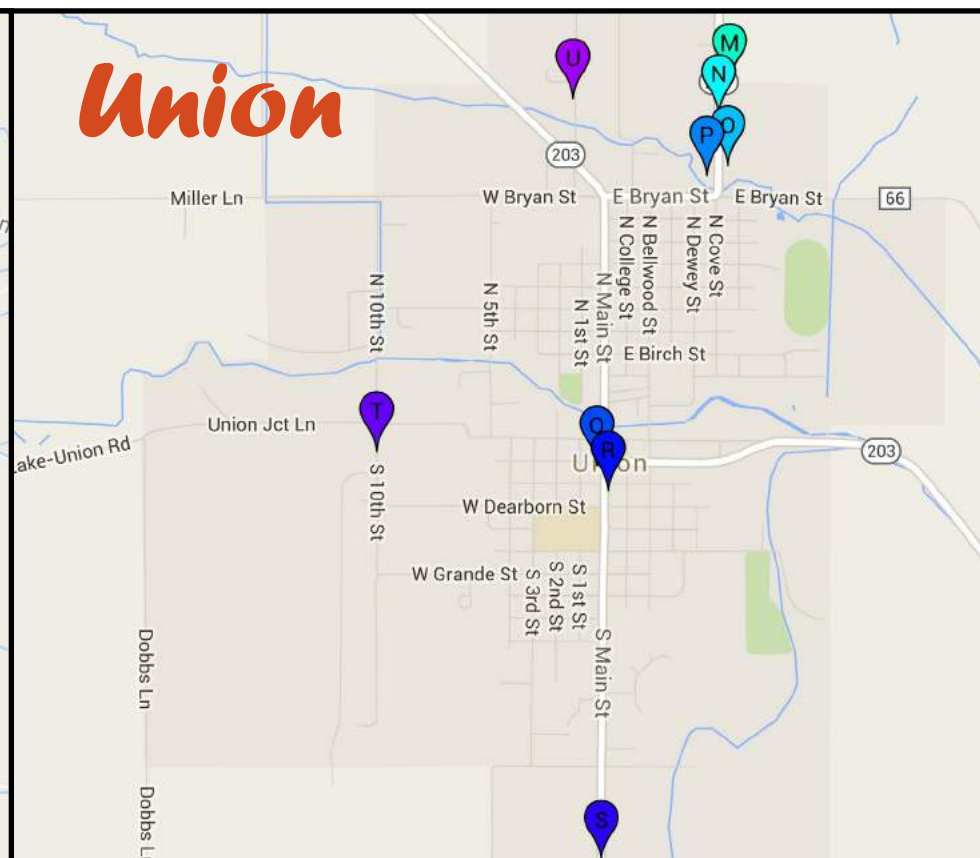 Union
U
M
N
O
P
203
Miller Ln
W Bryan St
E Bryan St
E Bryan St
66
N 10th St
N 5th St
N 1st St
N Main St
N College St
N Bellwood St
N Dewey St
N Cove St
E Birch St
T
Union Jct Ln
Lake-Union Rd
Q
R
Union
203
S 10th St
W Dearborn St
W Grande St
S 3rd St
S 2nd St
S 1st St
S Main St
Dobbs Ln
Dobbs L
S